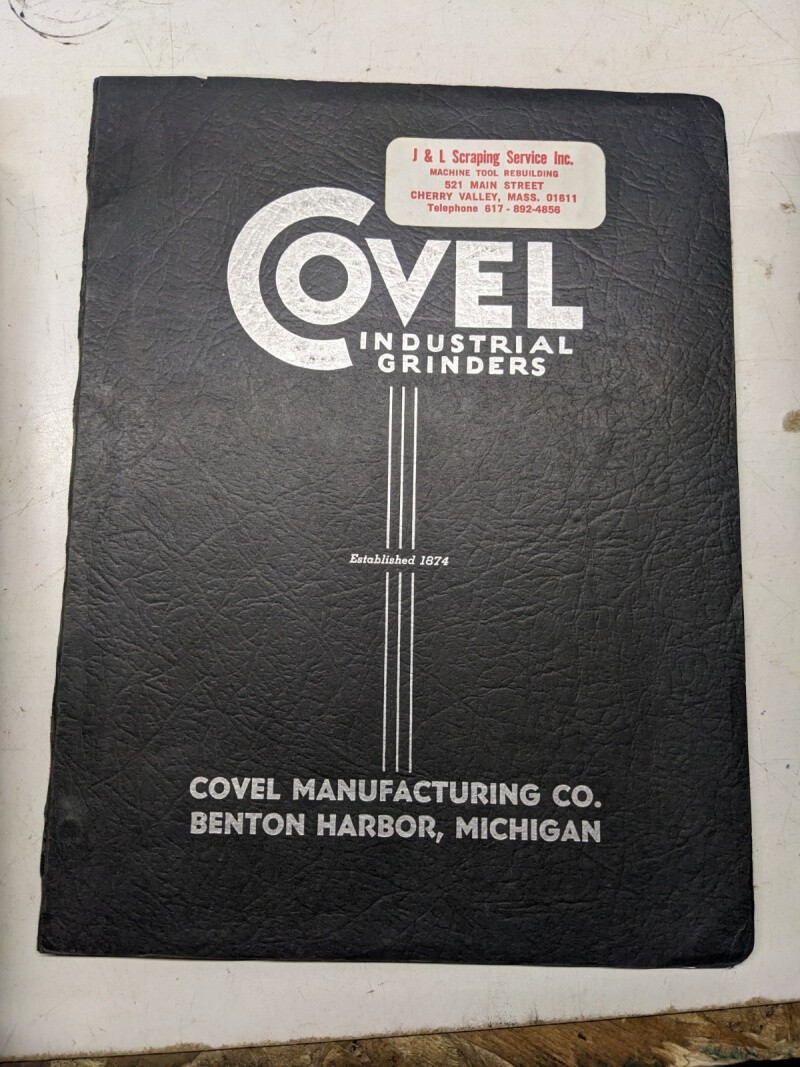 J & L Scraping Service Inc.
MACHINE TOOL REBUILDING
521 MAIN STREET
CHERRY VALLEY, MASS. 01611
Telephone 617 - 892-4856
COVEL
INDUSTRIAL
GRINDERS
Established 1874
COVEL MANUFACTURING CO.
BENTON HARBOR, MICHIGAN